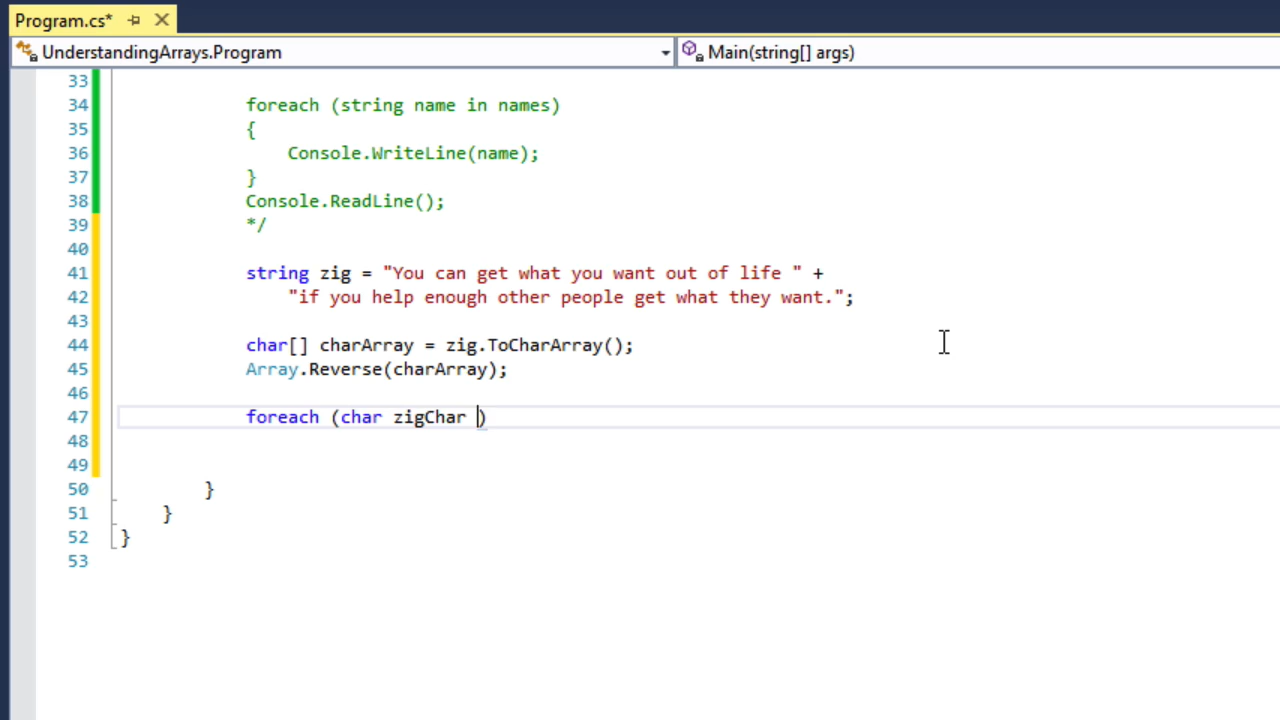 Program.cs*
UnderstandingArrays.Program Main(string[] args)
33
34 foreach (string name in names)
35 {
36 Console.WriteLine(name);
37 }
38 Console.ReadLine();
39 */
40
41 string zig = "You can get what you want out of life " +
42 "if you help enough other people get what they want.";
43
44 char[] charArray = zig.ToCharArray();
45 Array.Reverse(charArray);
46
47 foreach (char zigChar )
48
49
50 }
51 }
52 }
53